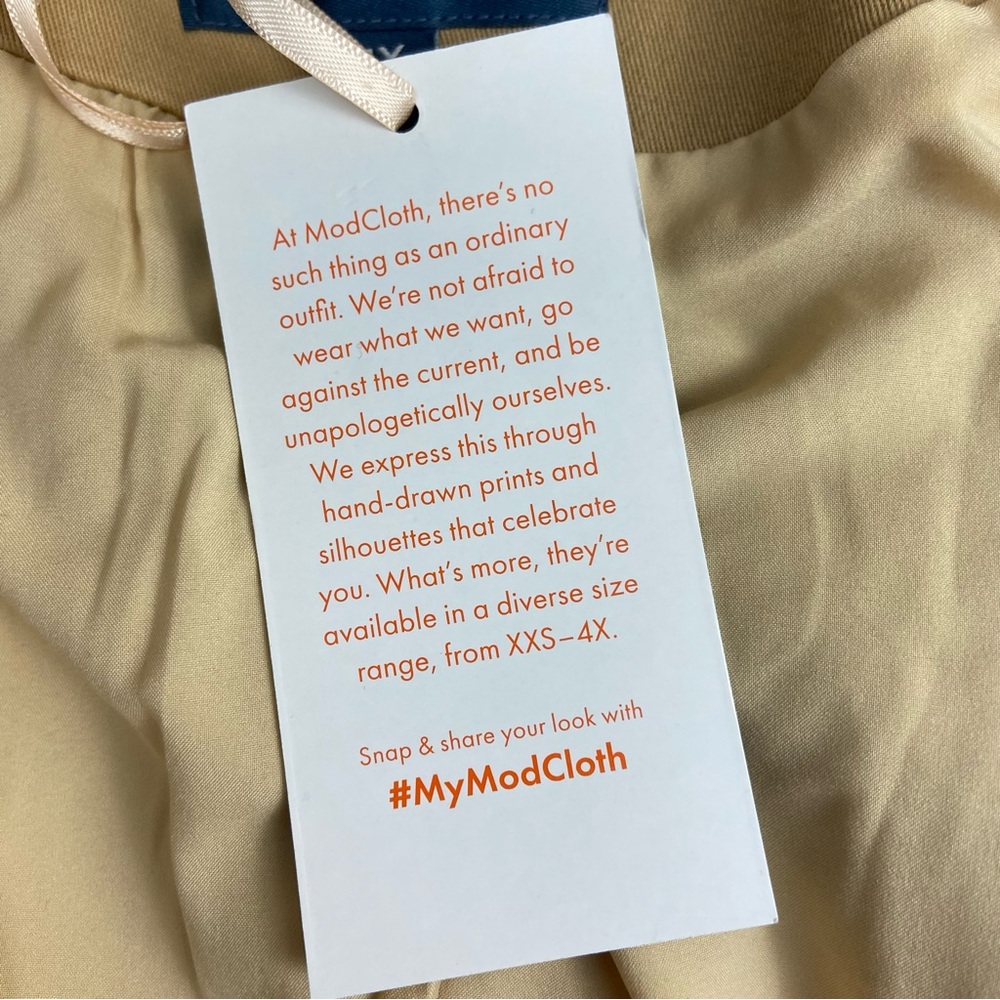 At ModCloth, there's no
such thing as an ordinary
outfit. We're not afraid to
wear what we want, go
against the current, and be
unapologetically ourselves.
We express this through
hand-drawn prints and
silhouettes that celebrate
you. What's more, they're
available in a diverse size
range, from XXS–4X.
Snap & share your look with
#MyModCloth